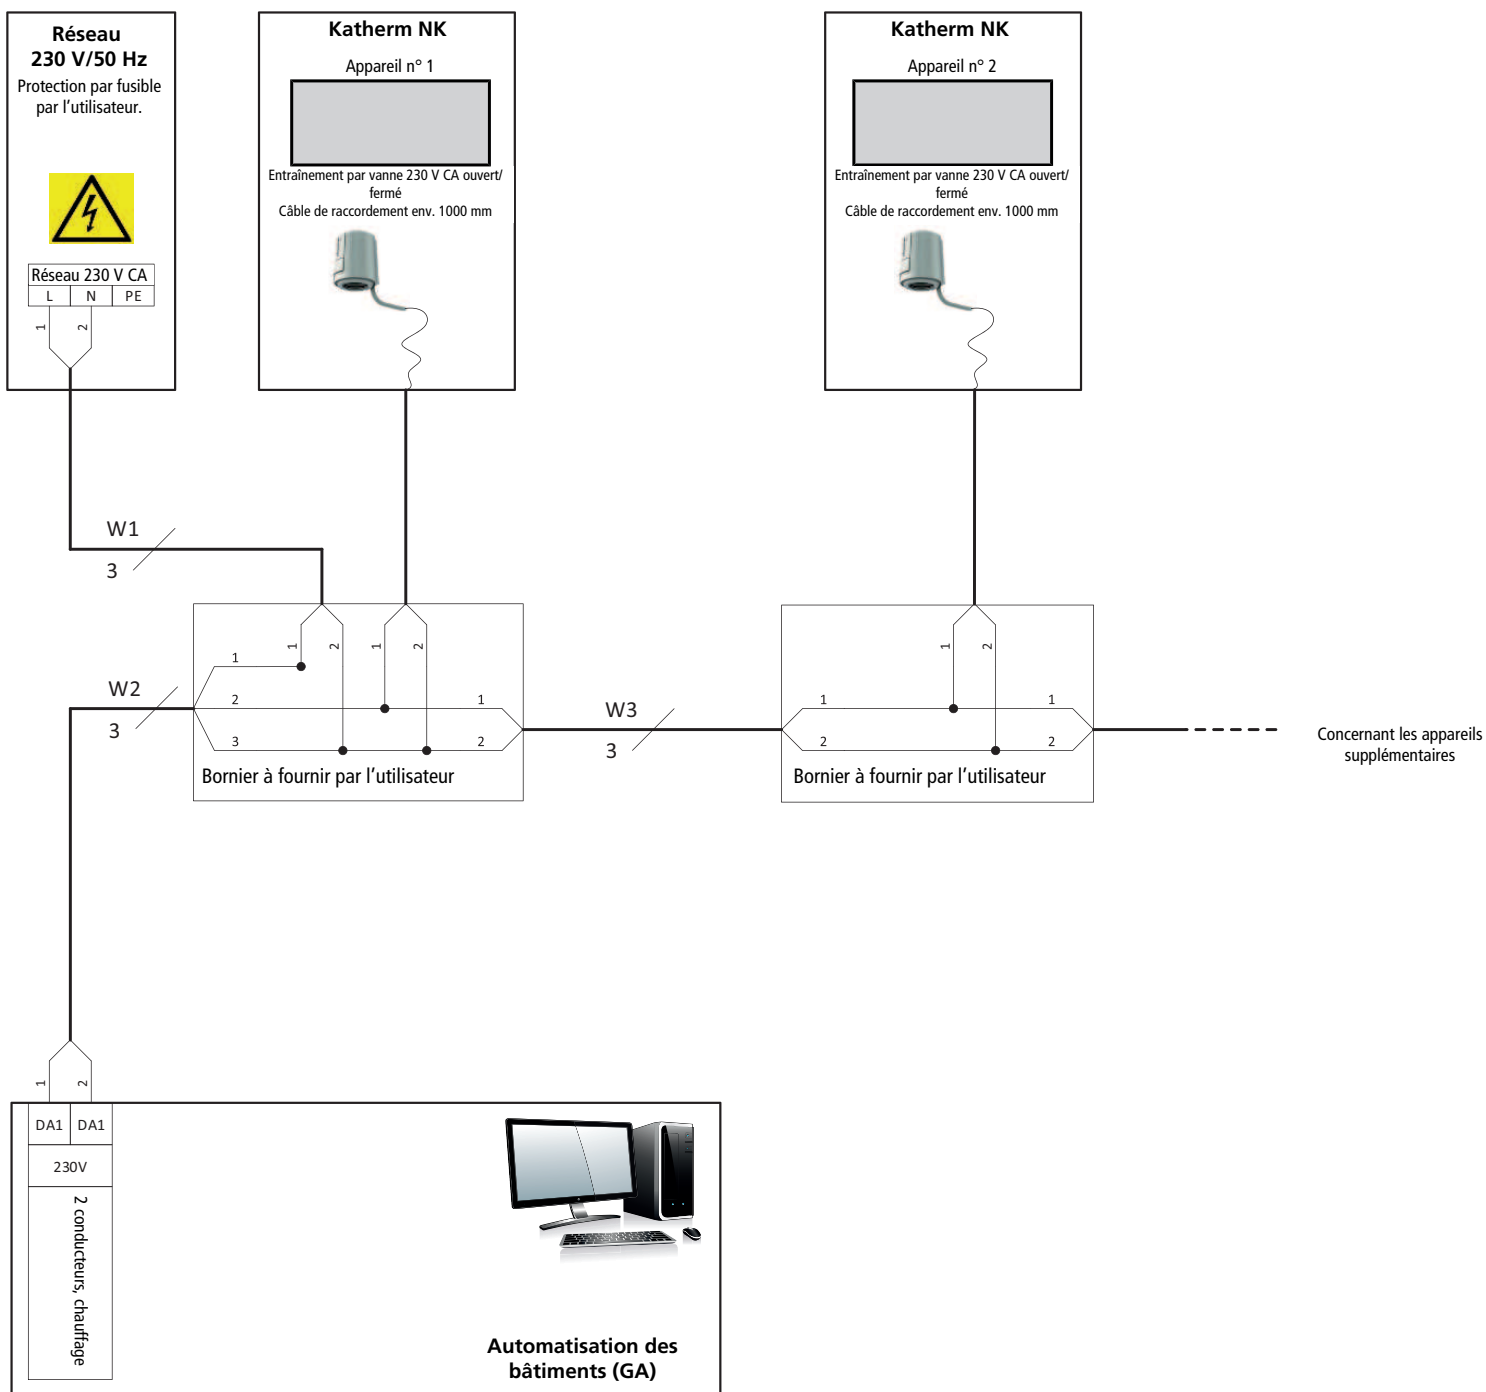 Réseau
230 V/50 Hz
Protection par fusible
par l’utilisateur.
Réseau 230 V CA
L N PE
1 2
Katherm NK
Appareil n° 1
Entraînement par vanne 230 V CA ouvert/
fermé
Câble de raccordement env. 1000 mm
Katherm NK
Appareil n° 2
Entraînement par vanne 230 V CA ouvert/
fermé
Câble de raccordement env. 1000 mm
W1
3
W2
3
1 2 1 2
1
2 1
3 2
Bornier à fournir par l’utilisateur
W3
3
1 2
1 1
2 2
Bornier à fournir par l’utilisateur
Concernant les appareils
supplémentaires
1 2
DA1 DA1
230V
2 conducteurs, chauffage
Automatisation des
bâtiments (GA)